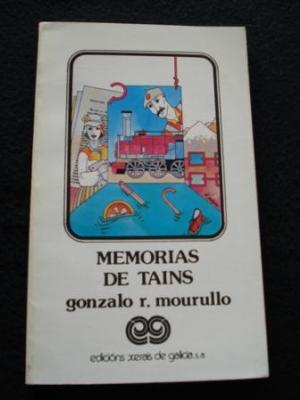 MEMORIAS
DE TAINS
gonzalo r. mourullo
edicións xerais de galicia, s.a